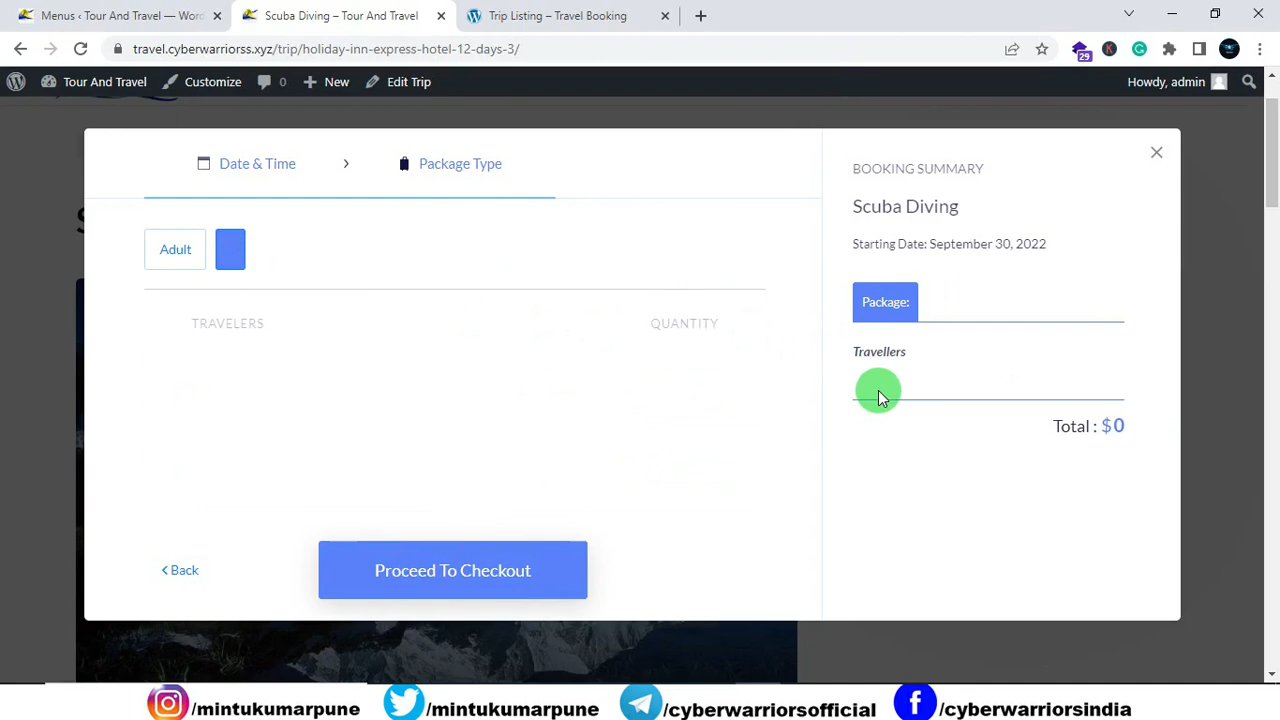 Menus ‹ Tour And Travel — Word
Scuba Diving – Tour And Travel
Trip Listing – Travel Booking
travel.cyberwarriorss.xyz/trip/holiday-inn-express-hotel-12-days-3/
29
K
Tour And Travel
Customize
0
New
Edit Trip
Howdy, admin
Date & Time
Package Type
Adult
TRAVELERS
QUANTITY
Back
Proceed To Checkout
BOOKING SUMMARY
Scuba Diving
Starting Date: September 30, 2022
Package:
Travellers
Total : $0
/mintukumarpune
/mintukumarpune
/cyberwarriorsofficial
/cyberwarriorsindia